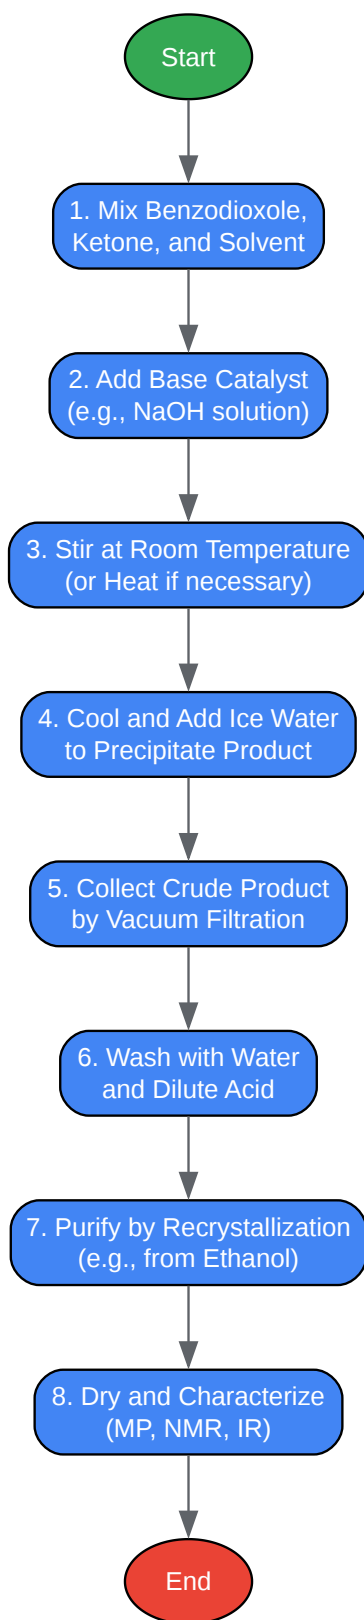 Start
1. Mix Benzodioxole,
Ketone, and Solvent
2. Add Base Catalyst
(e.g., NaOH solution)
3. Stir at Room Temperature
(or Heat if necessary)
4. Cool and Add Ice Water
to Precipitate Product
5. Collect Crude Product
by Vacuum Filtration
6. Wash with Water
and Dilute Acid
7. Purify by Recrystallization
(e.g., from Ethanol)
8. Dry and Characterize
(MP, NMR, IR)
End